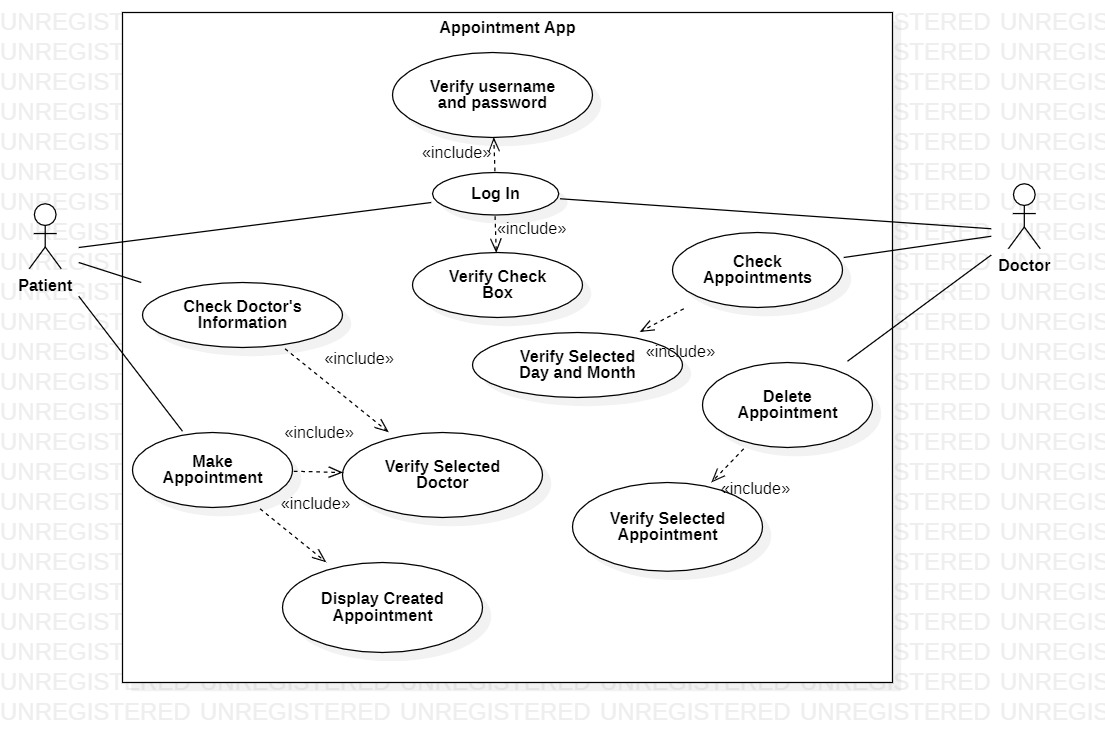 Appointment App
Verify username
and password
«include»
Log In
«include»
Verify Check
Box
Patient
Doctor
Check
Appointments
Check Doctor's
Information
«include»
Verify Selected
Day and Month
«include»
Delete
Appointment
«include»
Make
Appointment
Verify Selected
Doctor
«include»
«include»
Verify Selected
Appointment
Display Created
Appointment
UNREGISTERED UNREGISTERED UNREGISTERED UNREGISTERED UNREGISTERED UNREGIS